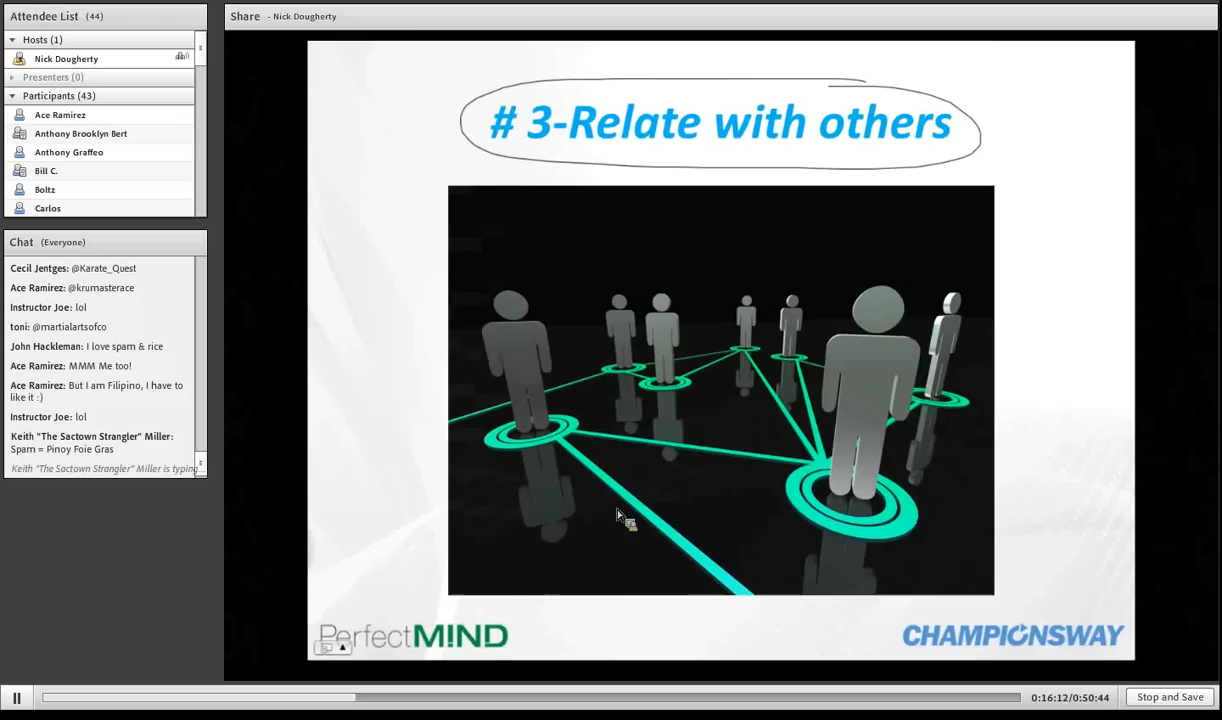 Attendee List (44)
Hosts (1)
Nick Dougherty
Presenters (0)
Participants (43)
Ace Ramirez
Anthony Brooklyn Bert
Anthony Graffeo
Bill C.
Boltz
Carlos
Chat (Everyone)
Cecil Jentges: @Karate_Quest
Ace Ramirez: @krumasterace
Instructor Joe: lol
toni: @martialartsofco
John Hackleman: I love spam & rice
Ace Ramirez: MMM Me too!
Ace Ramirez: But I am Filipino, I have to
like it :)
Instructor Joe: lol
Keith "The Sactown Strangler" Miller:
Spam = Pinoy Foie Gras
Keith "The Sactown Strangler" Miller is typing...
Share - Nick Dougherty
# 3-Relate with others
PerfectMIND
CHAMPIONSWAY
0:16:12/0:50:44
Stop and Save